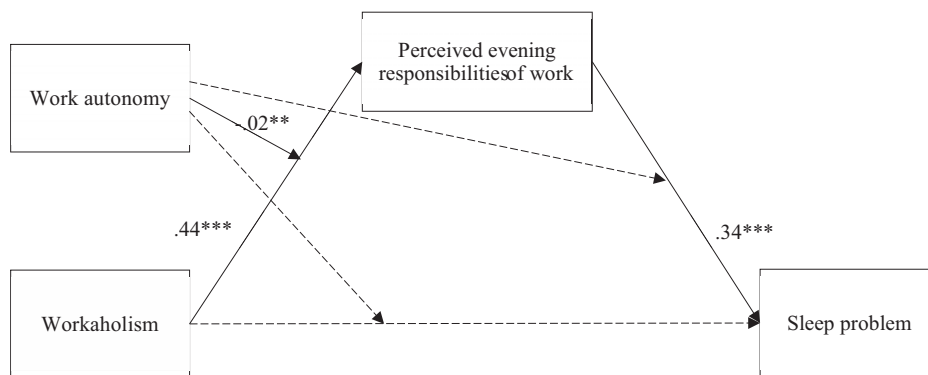 Perceived evening
responsibilitiesof work
Work autonomy
-.02**
.44***
.34***
Workaholism
Sleep problem